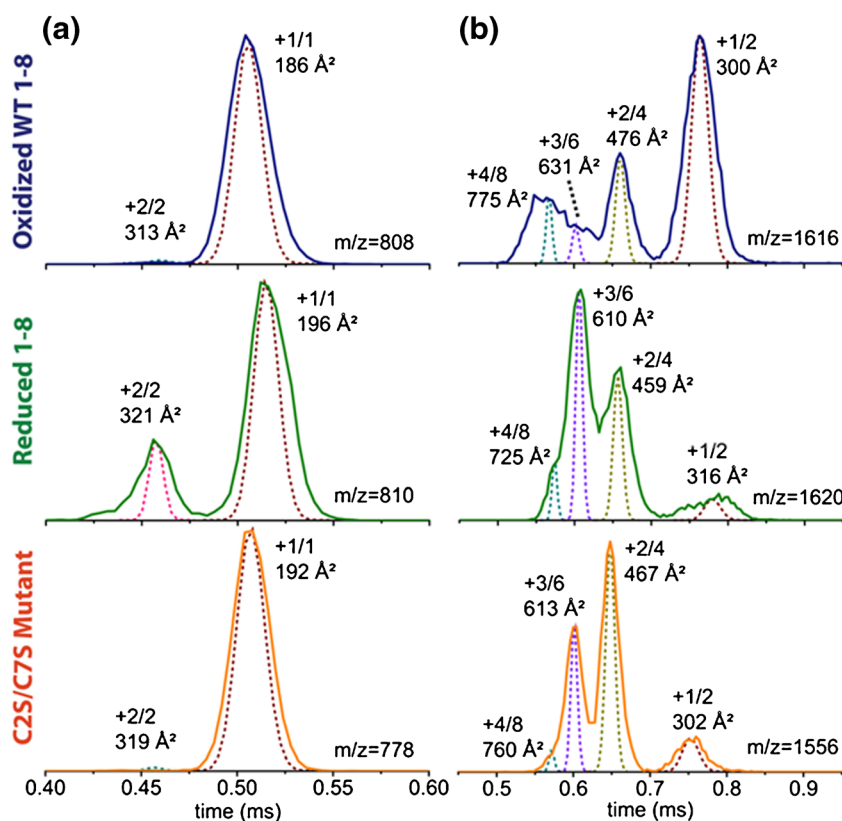 (a)
(b)
Oxidized WT 1-8
+1/1
186 Å²
+2/2
313 Å²
m/z=808
+4/8
775 Å²
+3/6
631 Å²
+2/4
476 Å²
+1/2
300 Å²
m/z=1616
Reduced 1-8
+2/2
321 Å²
+1/1
196 Å²
m/z=810
+4/8
725 Å²
+3/6
610 Å²
+2/4
459 Å²
+1/2
316 Å²
m/z=1620
C2S/C7S Mutant
+2/2
319 Å²
+1/1
192 Å²
m/z=778
+4/8
760 Å²
+3/6
613 Å²
+2/4
467 Å²
+1/2
302 Å²
m/z=1556
0.40 0.45 0.50 0.55 0.60
time (ms)
0.5 0.6 0.7 0.8 0.9
time (ms)